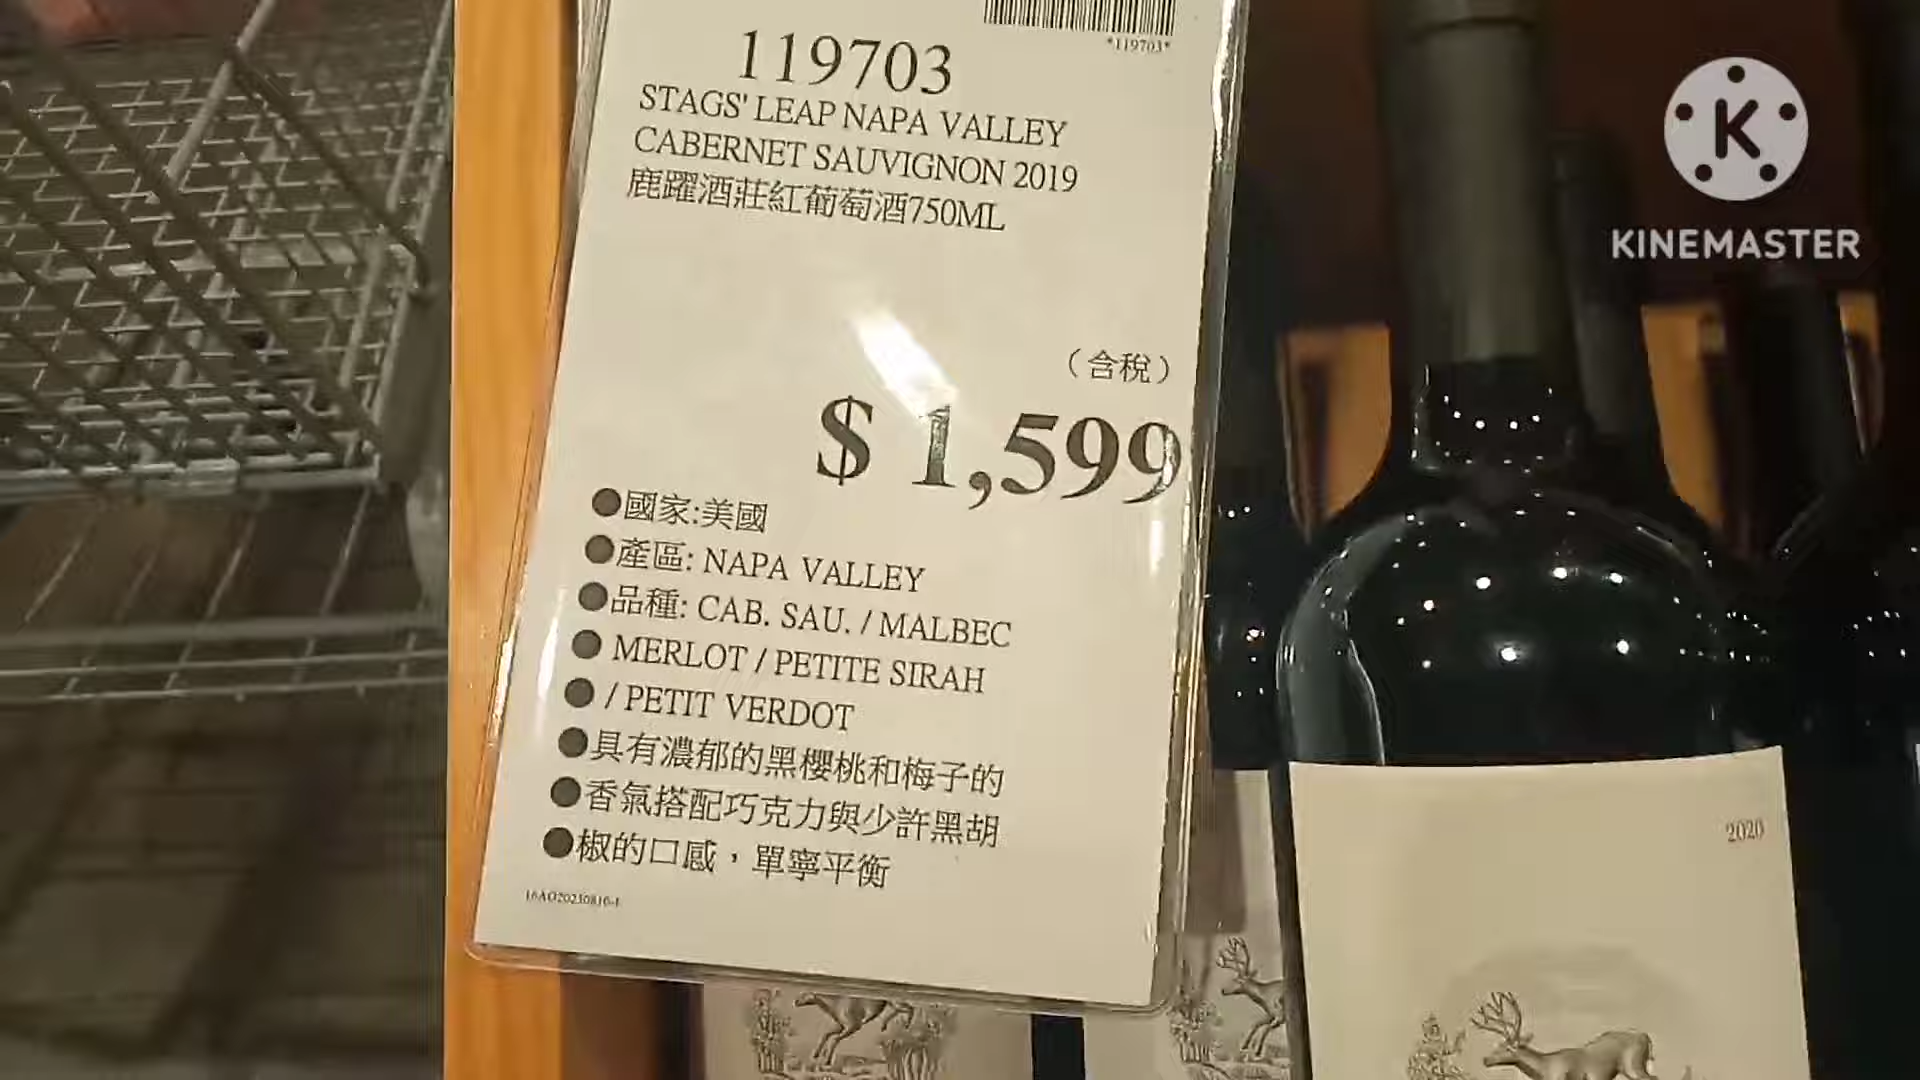 *119703*
119703
STAGS' LEAP NAPA VALLEY
CABERNET SAUVIGNON 2019
鹿躍酒莊紅葡萄酒750ML
（含稅）
$ 1,599
●國家:美國
●產區: NAPA VALLEY
●品種: CAB. SAU. / MALBEC
● MERLOT / PETITE SIRAH
● / PETIT VERDOT
●具有濃郁的黑櫻桃和梅子的
●香氣搭配巧克力與少許黑胡
●椒的口感，單寧平衡
K
KINEMASTER
2020